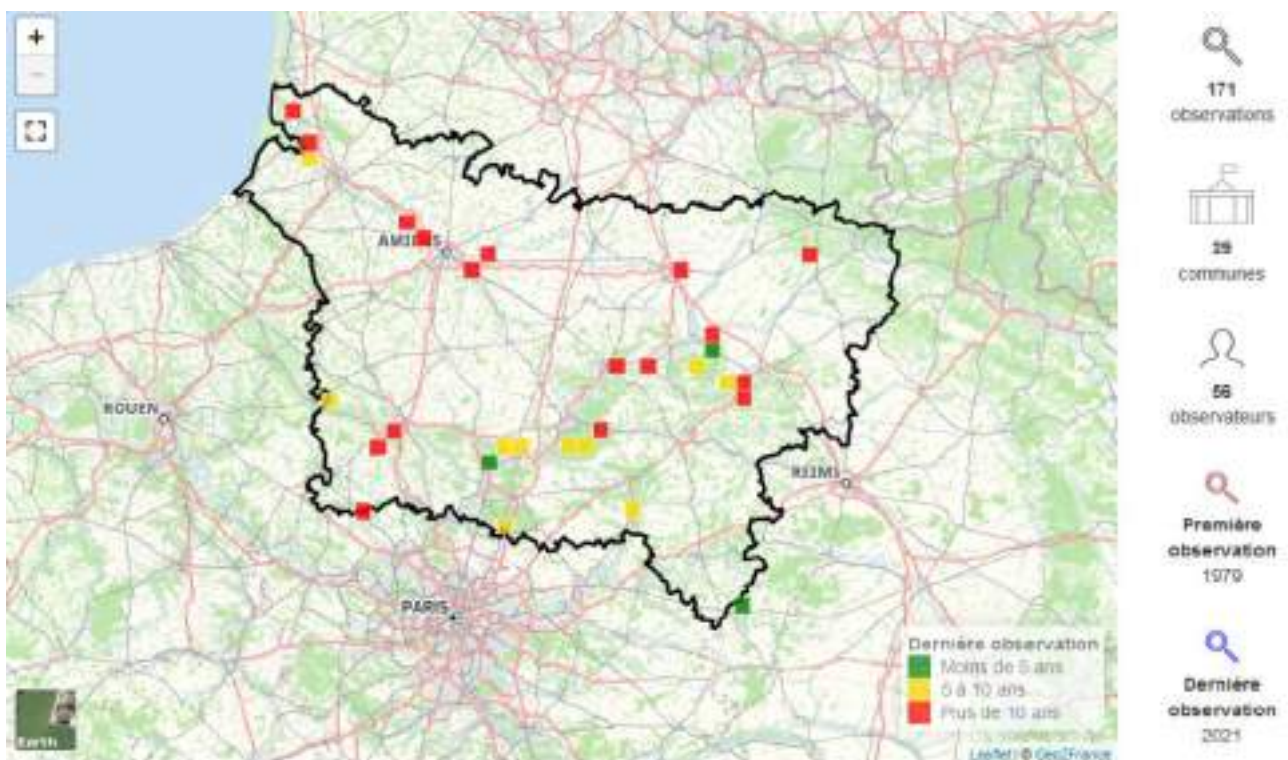 +
−
AMIENS
ROUEN
REIMS
PARIS
Dernière observation
Moins de 5 ans
5 à 10 ans
Plus de 10 ans
Leaflet | © Geo2France
Earth
171
observations
29
communes
56
observateurs
Première
observation
1979
Dernière
observation
2021